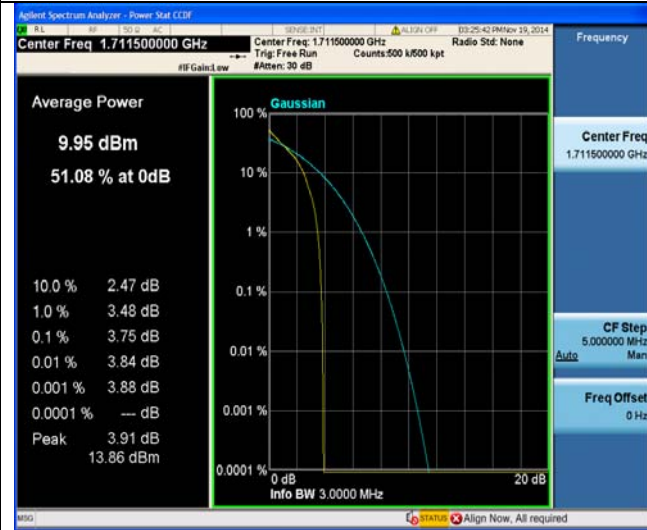 Agilent Spectrum Analyzer - Power Stat CCDF
RL RF 50 Ω AC SENSE:INT ALIGN OFF 03:25:42 PM Nov 19, 2014
Center Freq 1.711500000 GHz
Center Freq: 1.711500000 GHz Radio Std: None
Trig: Free Run Counts:500 k/500 kpt
#IFGain:Low #Atten: 30 dB
Frequency
Average Power
9.95 dBm
51.08 % at 0dB
10.0 % 2.47 dB
1.0 % 3.48 dB
0.1 % 3.75 dB
0.01 % 3.84 dB
0.001 % 3.88 dB
0.0001 % --- dB
Peak 3.91 dB
13.86 dBm
Gaussian
100 %
10 %
1 %
0.1 %
0.01 %
0.001 %
0.0001 %
0 dB 20 dB
Info BW 3.0000 MHz
Center Freq
1.711500000 GHz
CF Step
5.000000 MHz
Auto Man
Freq Offset
0 Hz
MSG STATUS Align Now, All required